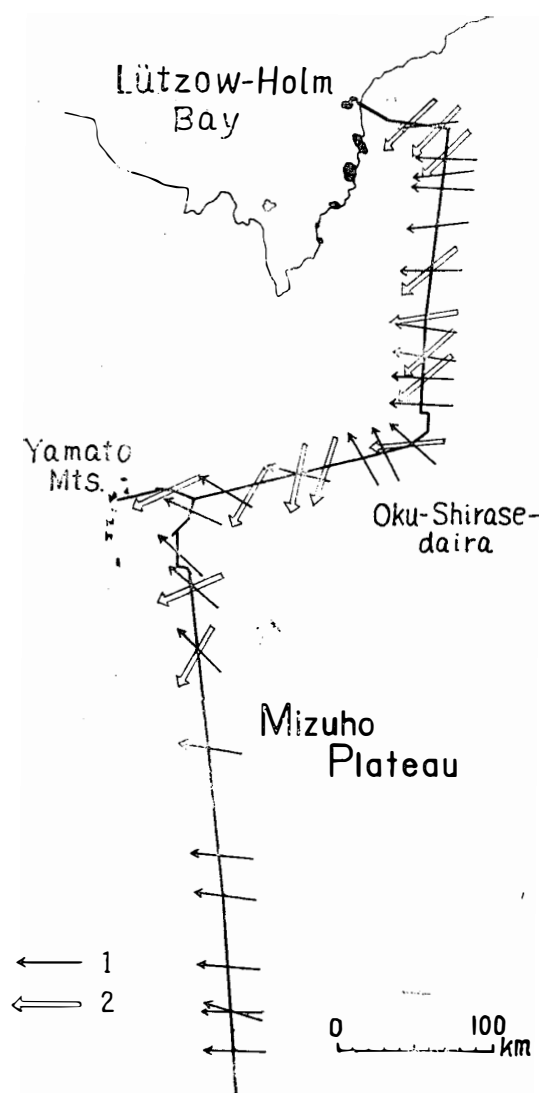 Lützow-Holm
Bay
Yamato
Mts.
Oku-Shirase-
daira
Mizuho
Plateau
1
2
0 100
km